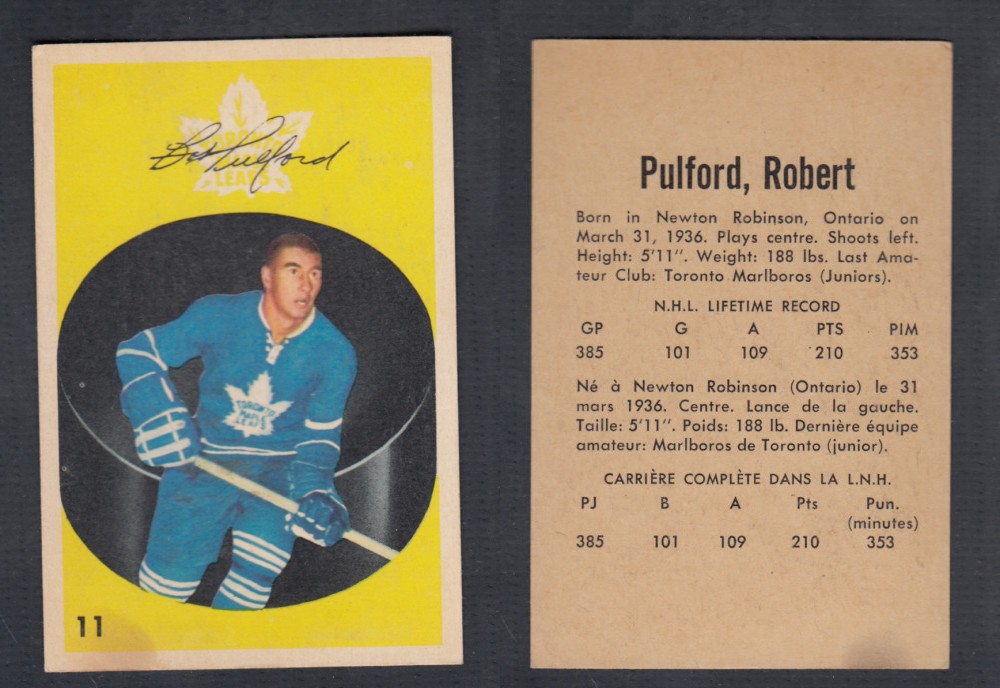 TORONTO
LEAFS
Bob Pulford
TORONTO
MAPLE
LEAFS
11
Pulford, Robert
Born in Newton Robinson, Ontario on
March 31, 1936. Plays centre. Shoots left.
Height: 5'11". Weight: 188 lbs. Last Ama-
teur Club: Toronto Marlboros (Juniors).
N.H.L. LIFETIME RECORD
GP G A PTS PIM
385 101 109 210 353
Né à Newton Robinson (Ontario) le 31
mars 1936. Centre. Lance de la gauche.
Taille: 5'11". Poids: 188 lb. Dernière équipe
amateur: Marlboros de Toronto (junior).
CARRIÈRE COMPLÈTE DANS LA L.N.H.
PJ B A Pts Pun.
(minutes)
385 101 109 210 353